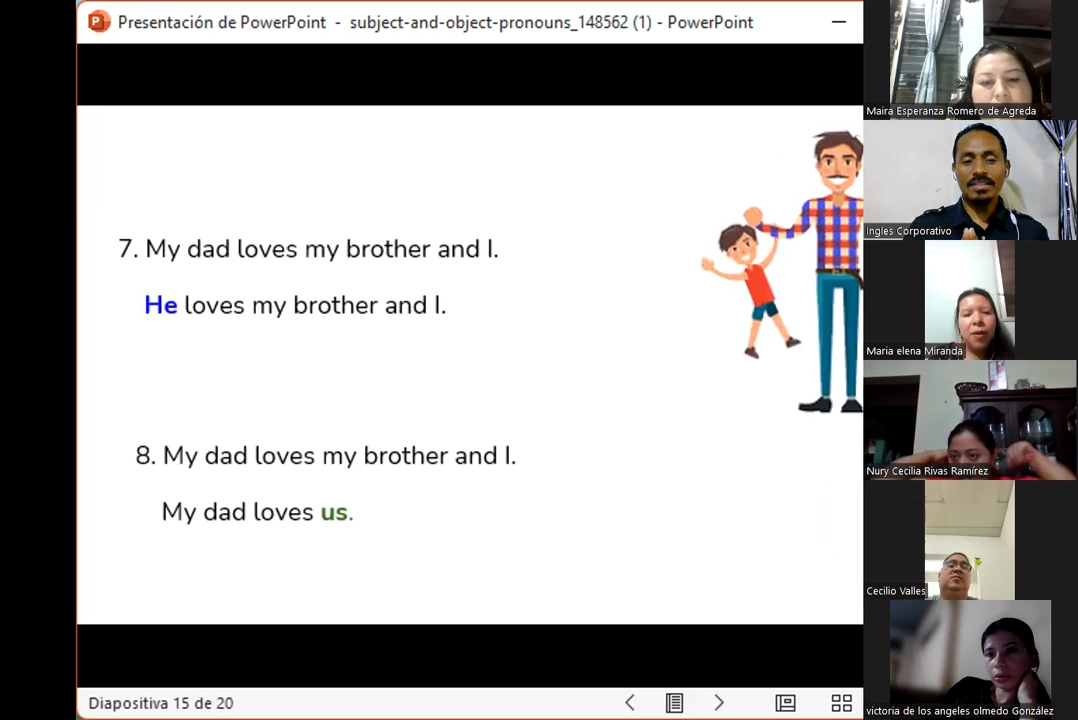 Presentación de PowerPoint - subject-and-object-pronouns_148562 (1) - PowerPoint
7. My dad loves my brother and I.
He loves my brother and I.
8. My dad loves my brother and I.
My dad loves us.
Diapositiva 15 de 20
Maira Esperanza Romero de Agreda
Ingles Corporativo
Maria elena Miranda
Nury Cecilia Rivas Ramírez
Cecilio Valles
victoria de los angeles olmedo González